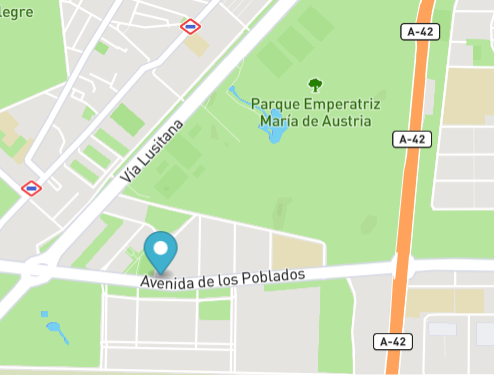 legre
A-42
Parque Emperatriz
María de Austria
A-42
Vía Lusitana
Avenida de los Poblados
A-42